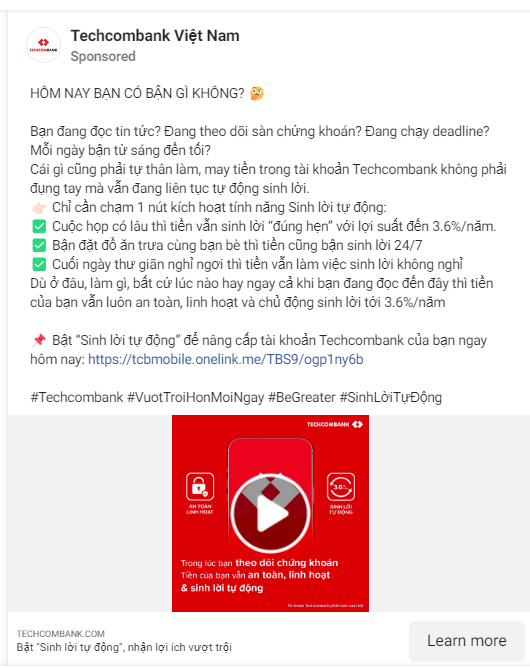 TECHCOMBANK
Techcombank Việt Nam
Sponsored
HÔM NAY BẠN CÓ BẬN GÌ KHÔNG? 🤔
Bạn đang đọc tin tức? Đang theo dõi sàn chứng khoán? Đang chạy deadline?
Mỗi ngày bận từ sáng đến tối?
Cái gì cũng phải tự thân làm, may tiền trong tài khoản Techcombank không phải
đụng tay mà vẫn đang liên tục tự động sinh lời.
👉🏻 Chỉ cần chạm 1 nút kích hoạt tính năng Sinh lời tự động:
✅ Cuộc họp có lâu thì tiền vẫn sinh lời “đúng hẹn” với lợi suất đến 3.6%/năm.
✅ Bận đặt đồ ăn trưa cùng bạn bè thì tiền cũng bận sinh lời 24/7
✅ Cuối ngày thư giãn nghỉ ngơi thì tiền vẫn làm việc sinh lời không nghỉ
Dù ở đâu, làm gì, bất cứ lúc nào hay ngay cả khi bạn đang đọc đến đây thì tiền
của bạn vẫn luôn an toàn, linh hoạt và chủ động sinh lời tới 3.6%/năm
📌 Bật “Sinh lời tự động” để nâng cấp tài khoản Techcombank của bạn ngay
hôm nay: https://tcbmobile.onelink.me/TBS9/ogp1ny6b
#Techcombank #VuotTroiHonMoiNgay #BeGreater #SinhLờiTựĐộng
TECHCOMBANK
3.6%
AN TOÀN
LINH HOẠT
SINH LỜI
TỰ ĐỘNG
Trong lúc bạn theo dõi chứng khoán
Tiền của bạn vẫn an toàn, linh hoạt
& sinh lời tự động
TECHCOMBANK.COM
Bật "Sinh lời tự động", nhận lợi ích vượt trội
Learn more